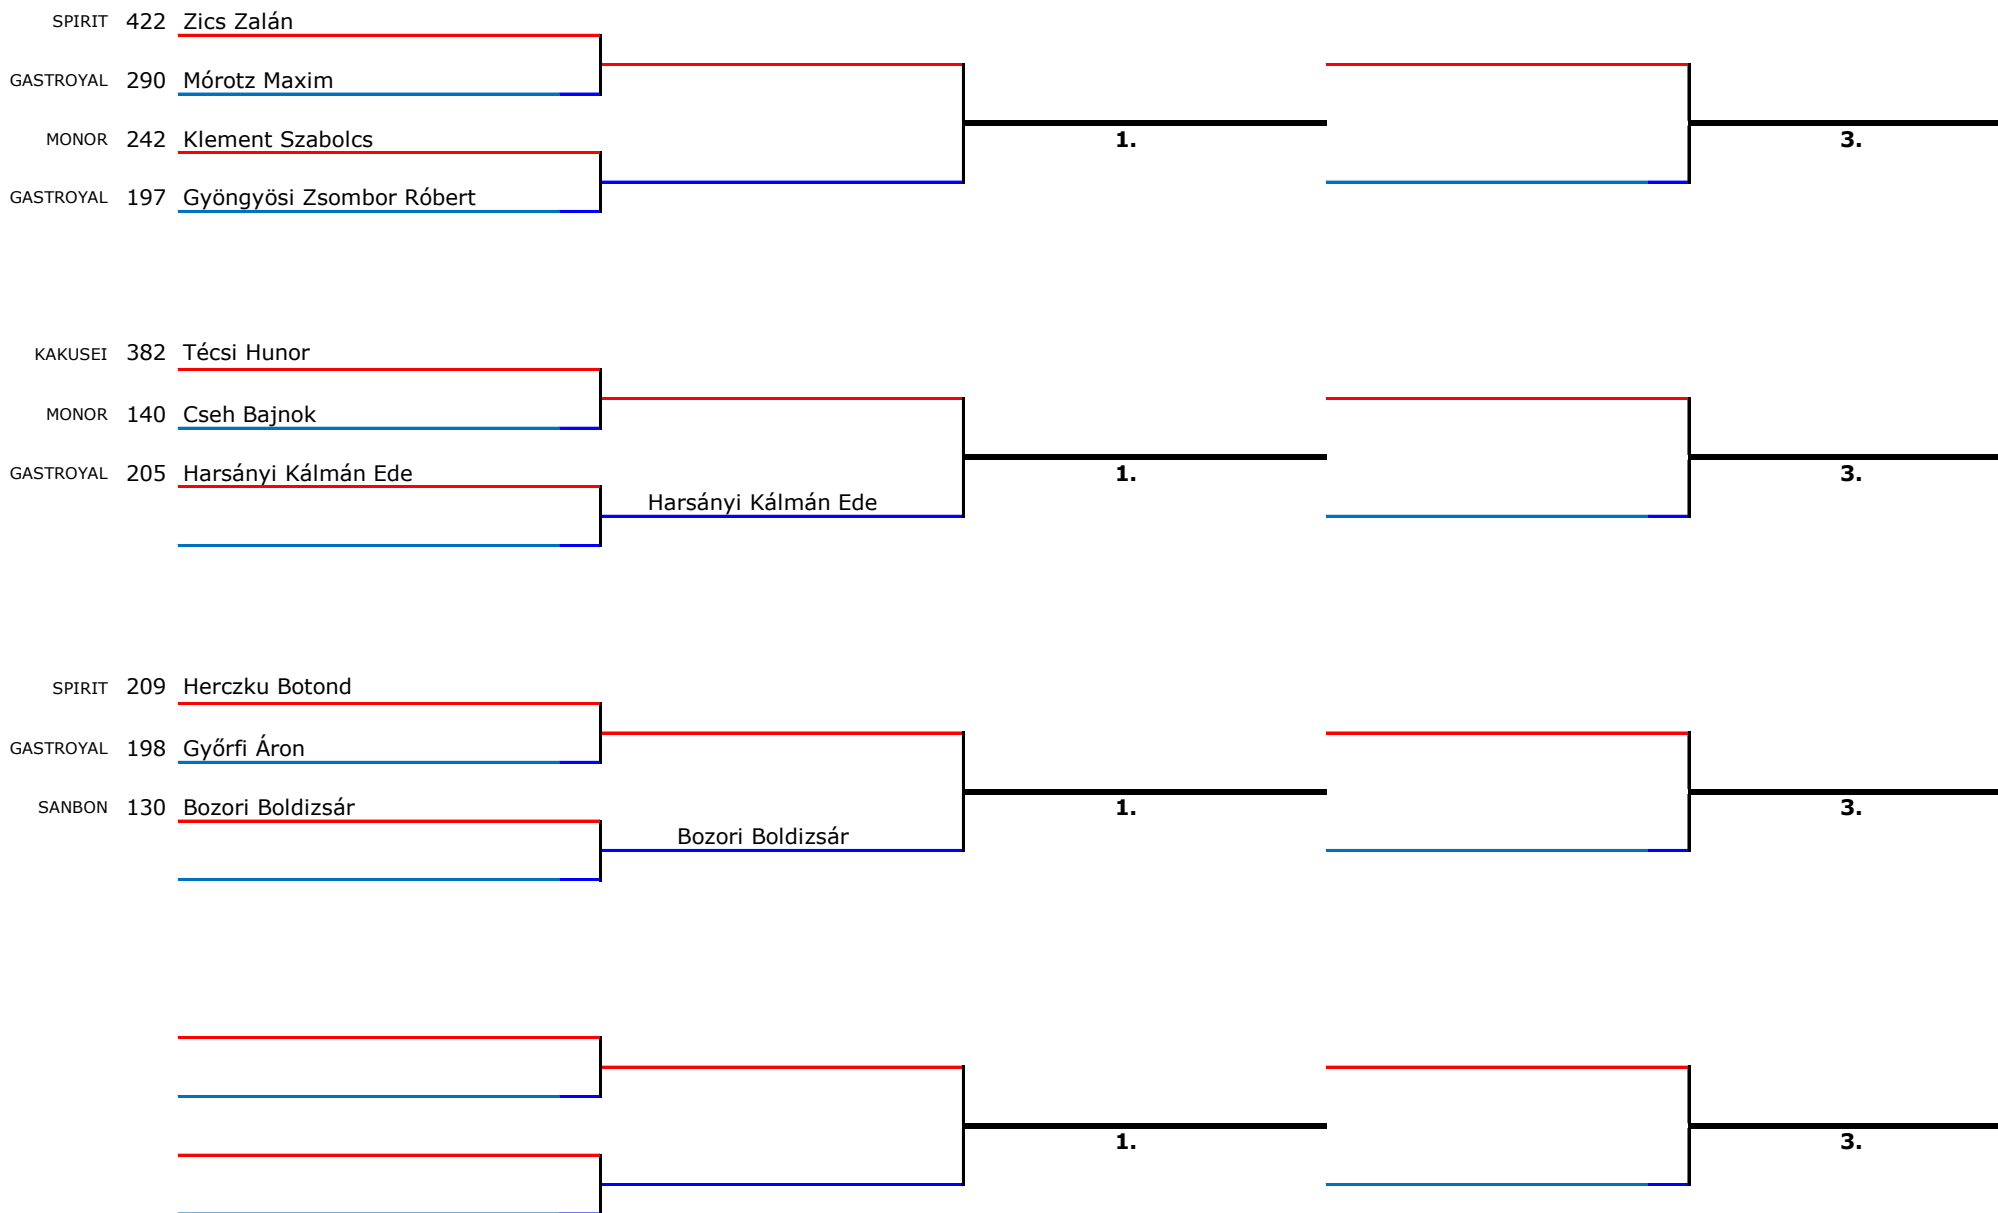 SPIRIT 422 Zics Zalán
GASTROYAL 290 Mórotz Maxim
MONOR 242 Klement Szabolcs 1. 3.
GASTROYAL 197 Gyöngyösi Zsombor Róbert
KAKUSEI 382 Técsi Hunor
MONOR 140 Cseh Bajnok
GASTROYAL 205 Harsányi Kálmán Ede 1. 3.
Harsányi Kálmán Ede
SPIRIT 209 Herczku Botond
GASTROYAL 198 Győrfi Áron
SANBON 130 Bozori Boldizsár 1. 3.
Bozori Boldizsár
1. 3.